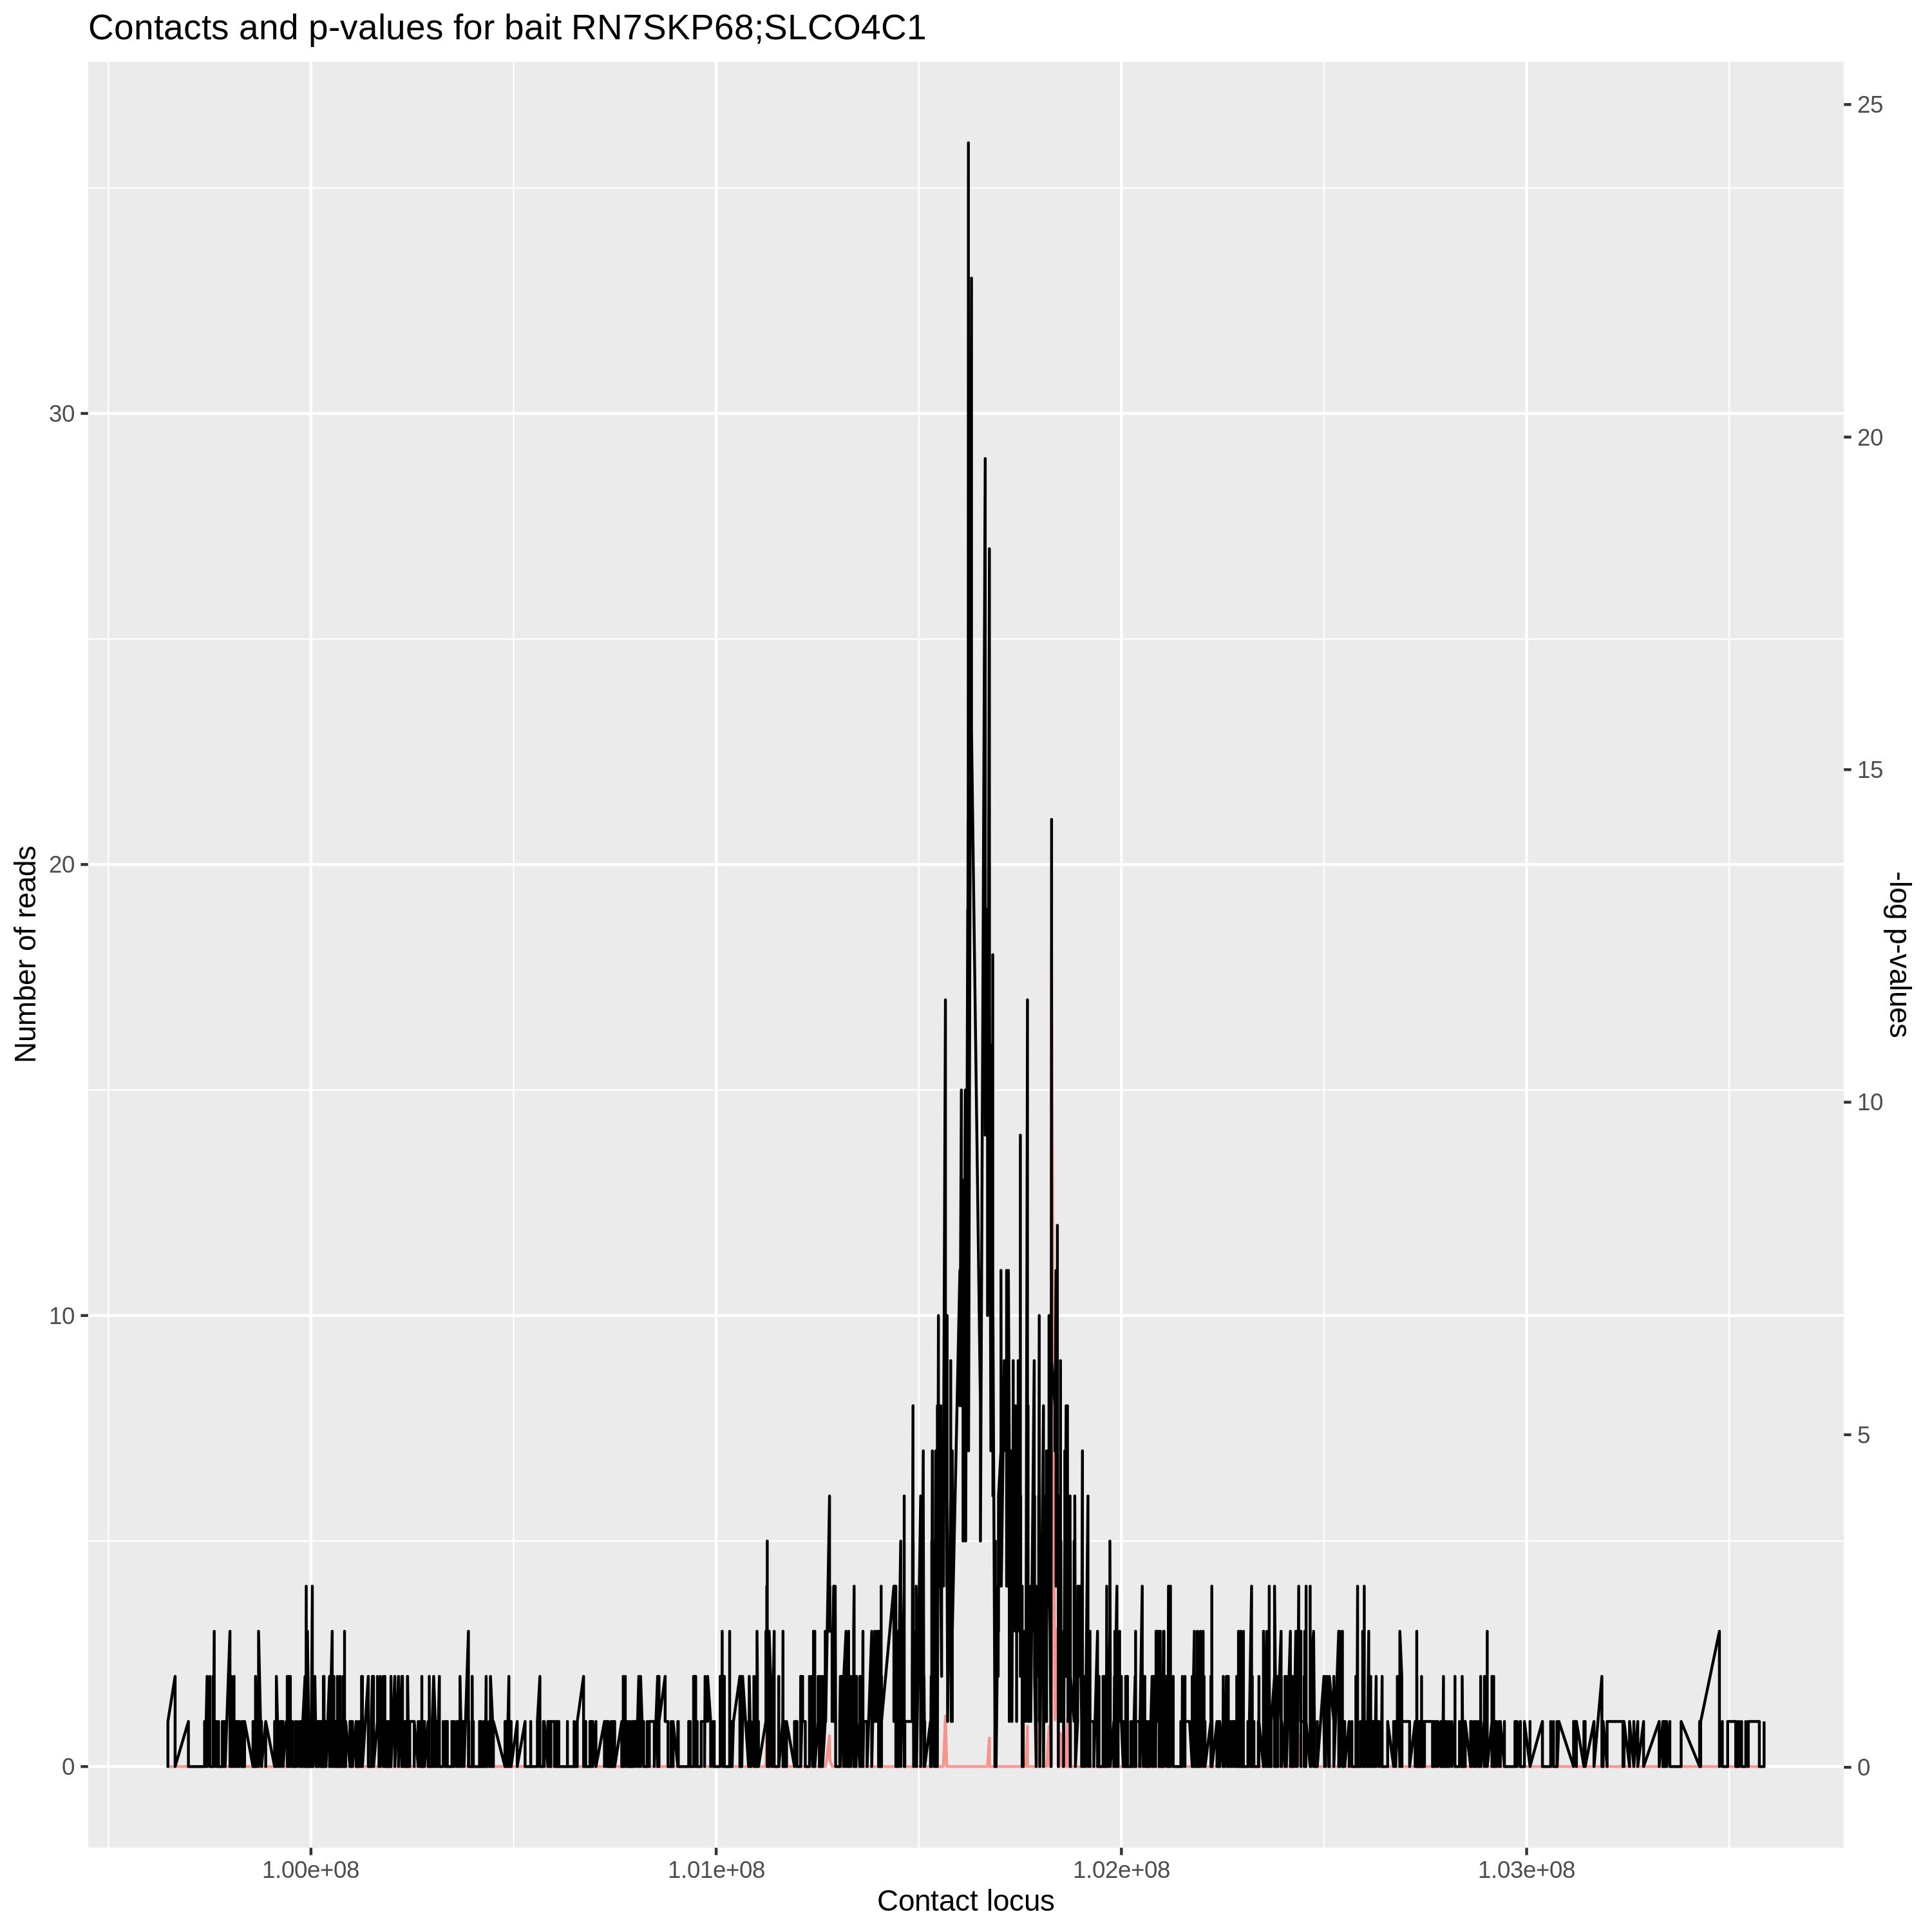 Contacts and p-values for bait RN7SKP68;SLCO4C1
Number of reads
30
20
10
0
25
20
15
10
5
0
-log p-values
1.00e+08 1.01e+08 1.02e+08 1.03e+08
Contact locus